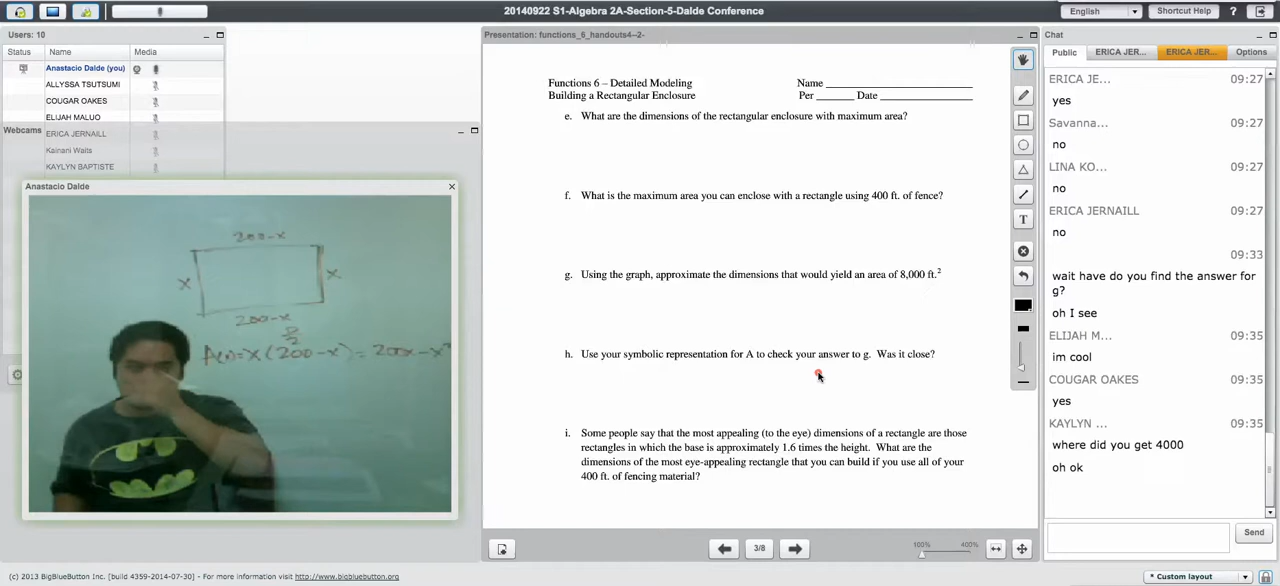 20140922 S1-Algebra 2A-Section-5-Dalde Conference
English
Shortcut Help
?
Users: 10
Status Name Media
Anastacio Dalde (you)
ALLYSSA TSUTSUMI
COUGAR OAKES
ELIJAH MALUO
ERICA JERNAILL
Kainani Waits
KAYLYN BAPTISTE
Webcams
Anastacio Dalde
200-x
x
x
200-x
A(x)=x(200-x)=200x-x²
Presentation: functions_6_handouts4--2-
Functions 6 – Detailed Modeling
Building a Rectangular Enclosure
Name
Per Date
e. What are the dimensions of the rectangular enclosure with maximum area?
f. What is the maximum area you can enclose with a rectangle using 400 ft. of fence?
g. Using the graph, approximate the dimensions that would yield an area of 8,000 ft.²
h. Use your symbolic representation for A to check your answer to g. Was it close?
i. Some people say that the most appealing (to the eye) dimensions of a rectangle are those
rectangles in which the base is approximately 1.6 times the height. What are the
dimensions of the most eye-appealing rectangle that you can build if you use all of your
400 ft. of fencing material?
T
3/8
100% 400%
Chat
Public ERICA JER... ERICA JER... Options
ERICA JE... 09:27
yes
Savanna... 09:27
no
LINA KO... 09:27
no
ERICA JERNAILL 09:27
no
09:33
wait have do you find the answer for
g?
oh I see
ELIJAH M... 09:35
im cool
COUGAR OAKES 09:35
yes
KAYLYN ... 09:35
where did you get 4000
oh ok
Send
(c) 2013 BigBlueButton Inc. [build 4359-2014-07-30] - For more information visit http://www.bigbluebutton.org
* Custom layout